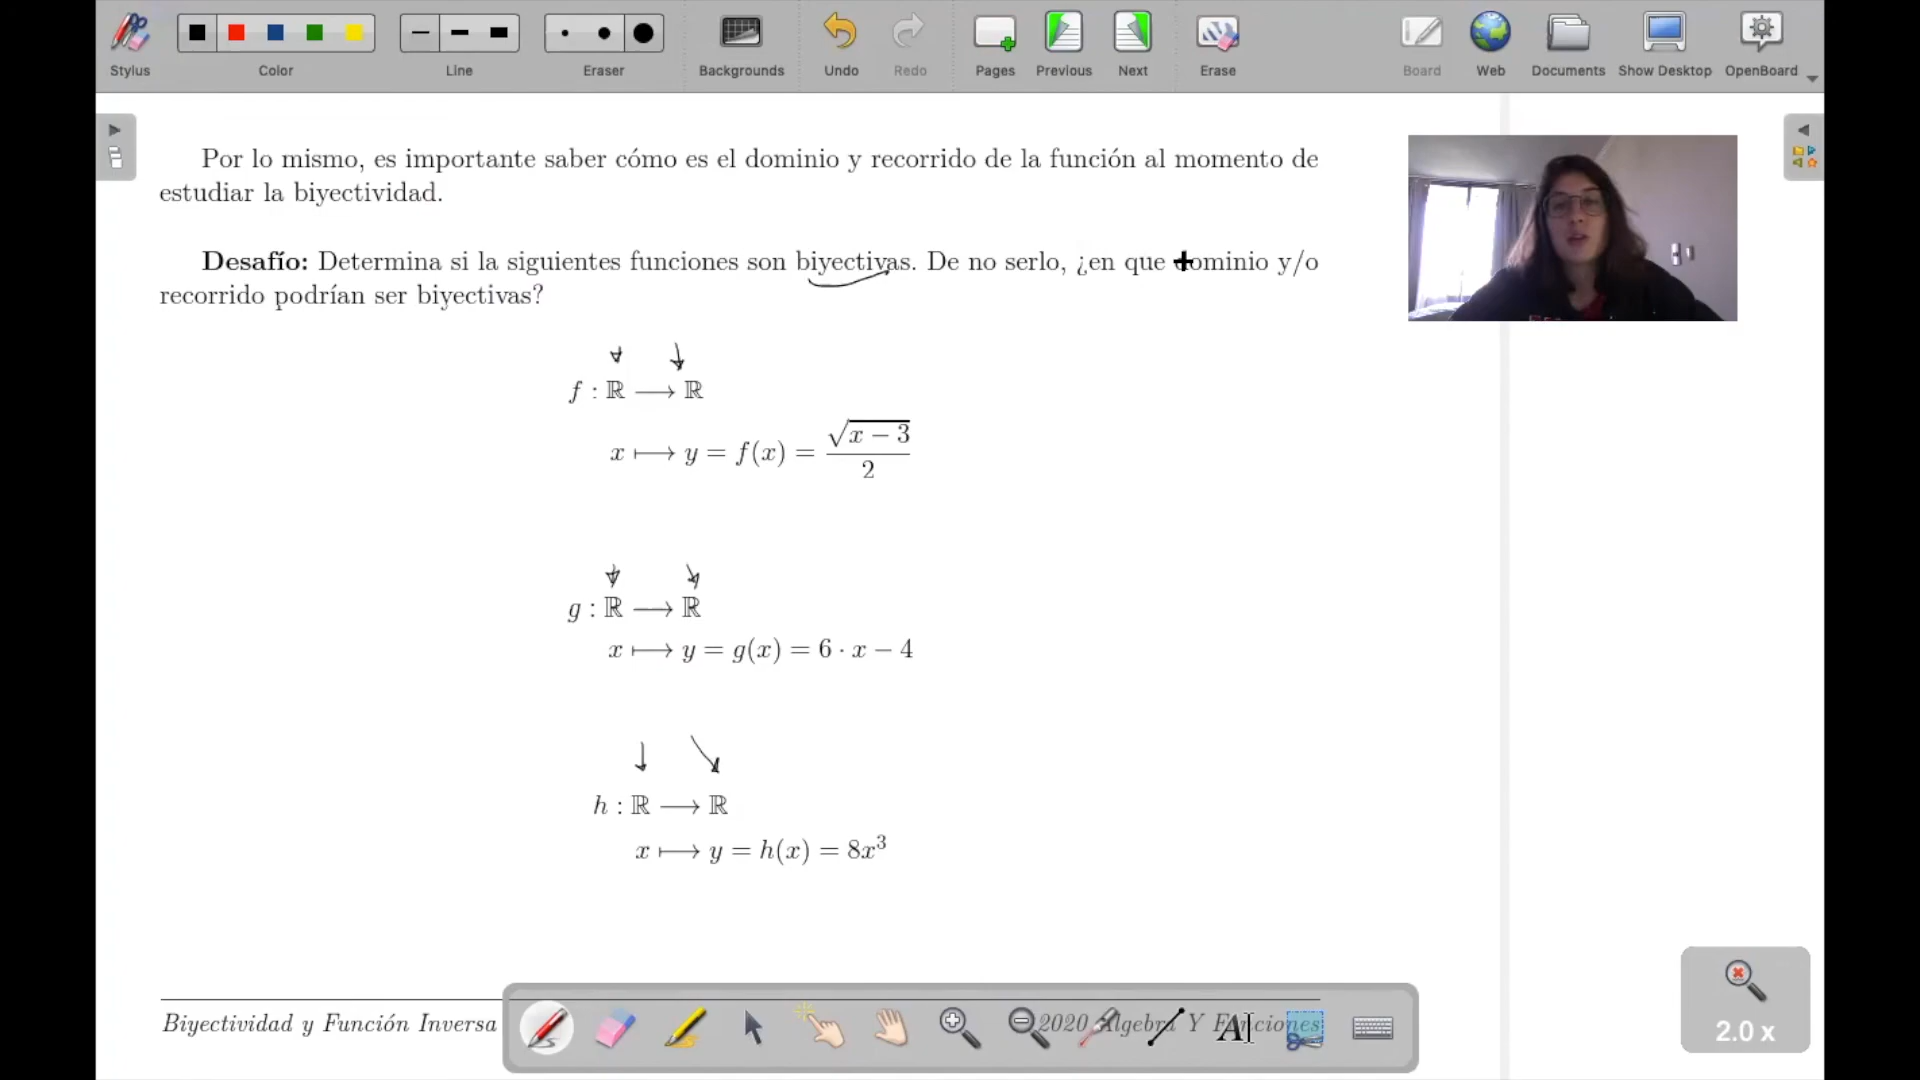 Stylus Color Line Eraser Backgrounds Undo Redo Pages Previous Next Erase Board Web Documents Show Desktop OpenBoard
Por lo mismo, es importante saber cómo es el dominio y recorrido de la función al momento de
estudiar la biyectividad.
Desafío: Determina si la siguientes funciones son biyectivas. De no serlo, ¿en que dominio y/o
recorrido podrían ser biyectivas?
f : ℝ ⟶ ℝ
x ⟼ y = f(x) = √(x − 3) / 2
g : ℝ ⟶ ℝ
x ⟼ y = g(x) = 6 · x − 4
h : ℝ ⟶ ℝ
x ⟼ y = h(x) = 8x³
Biyectividad y Función Inversa 2020 Algebra Y Funciones
2.0 x